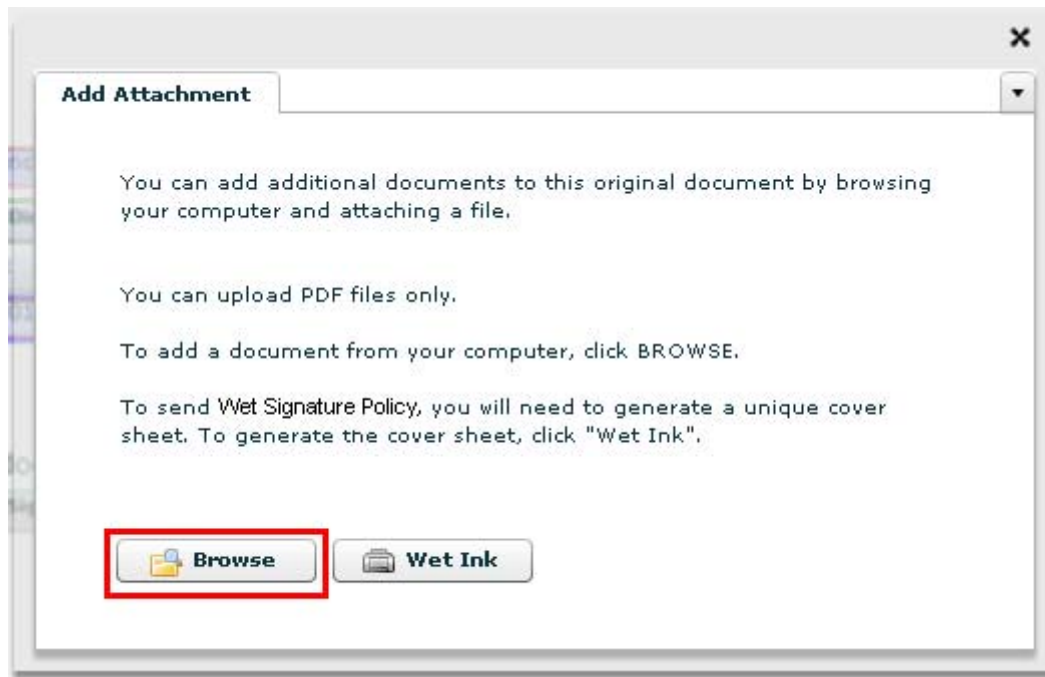 Add Attachment
You can add additional documents to this original document by browsing
your computer and attaching a file.
You can upload PDF files only.
To add a document from your computer, click BROWSE.
To send Wet Signature Policy, you will need to generate a unique cover
sheet. To generate the cover sheet, click "Wet Ink".
Browse
Wet Ink